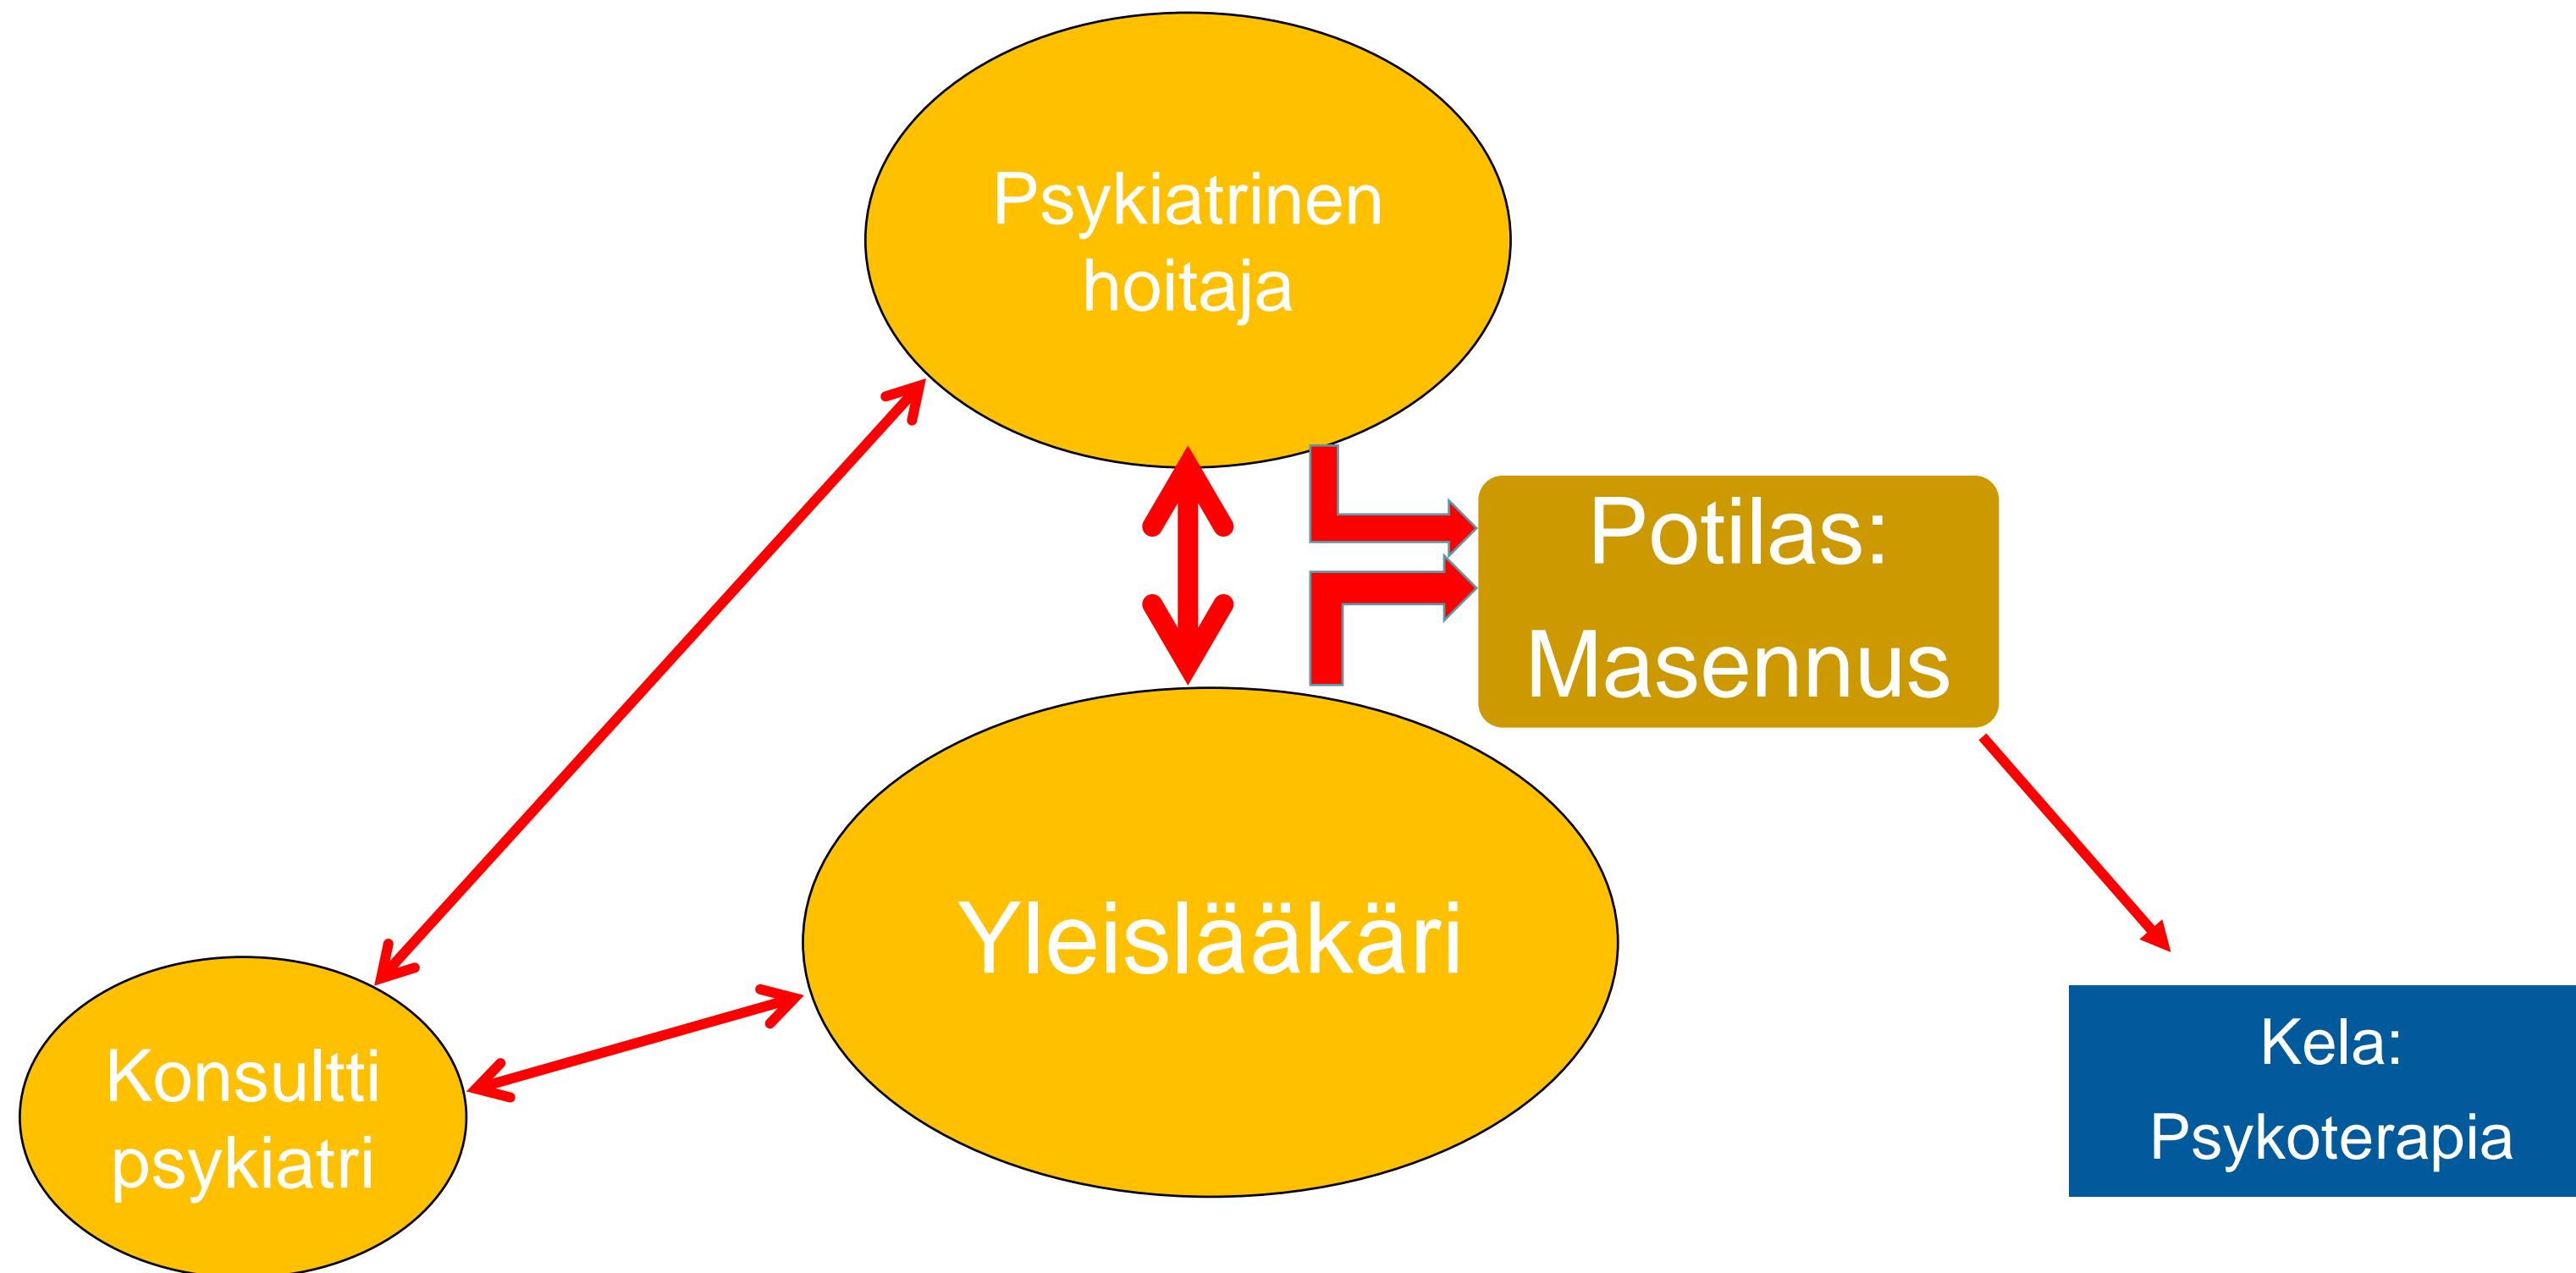 Psykiatrinen
hoitaja
Potilas:
Masennus
Yleislääkäri
Konsultti
psykiatri
Kela:
Psykoterapia